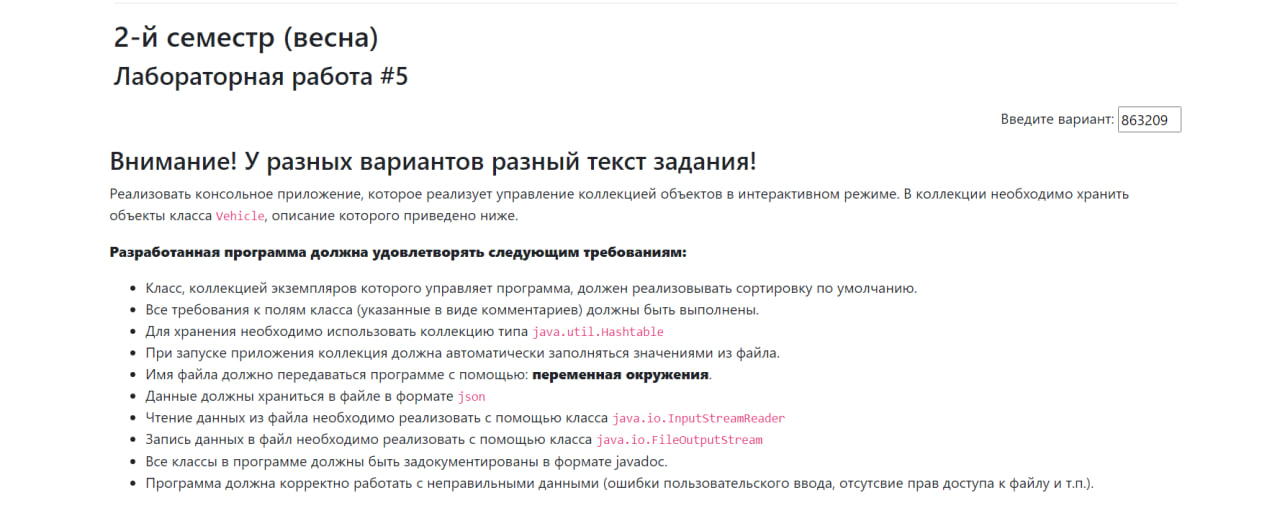 2-й семестр (весна)
Лабораторная работа #5
Введите вариант: 863209
Внимание! У разных вариантов разный текст задания!
Реализовать консольное приложение, которое реализует управление коллекцией объектов в интерактивном режиме. В коллекции необходимо хранить
объекты класса Vehicle, описание которого приведено ниже.
Разработанная программа должна удовлетворять следующим требованиям:
• Класс, коллекцией экземпляров которого управляет программа, должен реализовывать сортировку по умолчанию.
• Все требования к полям класса (указанные в виде комментариев) должны быть выполнены.
• Для хранения необходимо использовать коллекцию типа java.util.Hashtable
• При запуске приложения коллекция должна автоматически заполняться значениями из файла.
• Имя файла должно передаваться программе с помощью: переменная окружения.
• Данные должны храниться в файле в формате json
• Чтение данных из файла необходимо реализовать с помощью класса java.io.InputStreamReader
• Запись данных в файл необходимо реализовать с помощью класса java.io.FileOutputStream
• Все классы в программе должны быть задокументированы в формате javadoc.
• Программа должна корректно работать с неправильными данными (ошибки пользовательского ввода, отсутсвие прав доступа к файлу и т.п.).